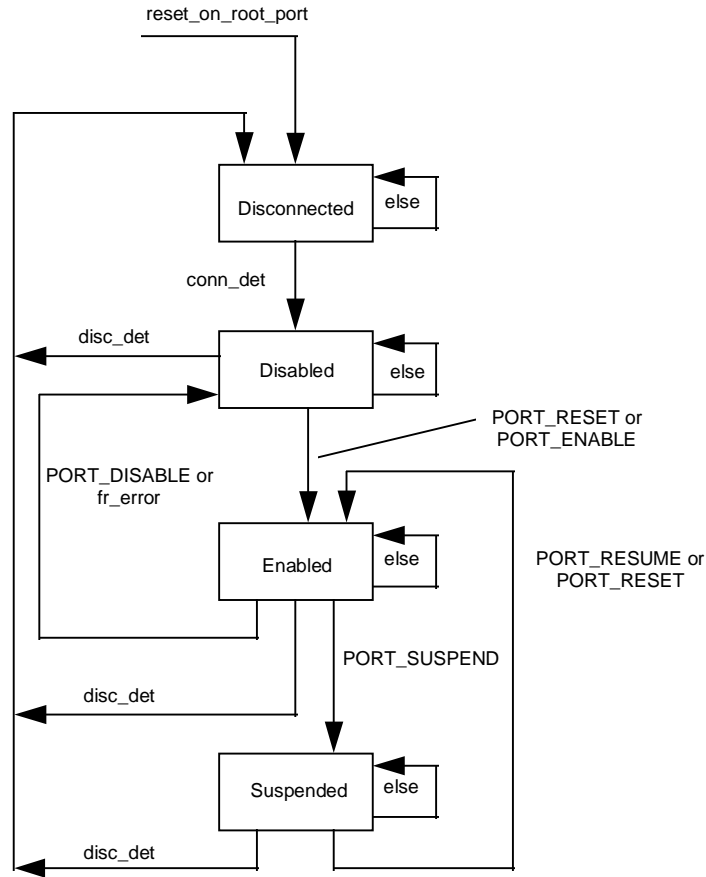 reset_on_root_port
Disconnected
else
conn_det
disc_det
Disabled
else
PORT_RESET or
PORT_ENABLE
PORT_DISABLE or
fr_error
Enabled
else
PORT_RESUME or
PORT_RESET
PORT_SUSPEND
disc_det
Suspended
else
disc_det